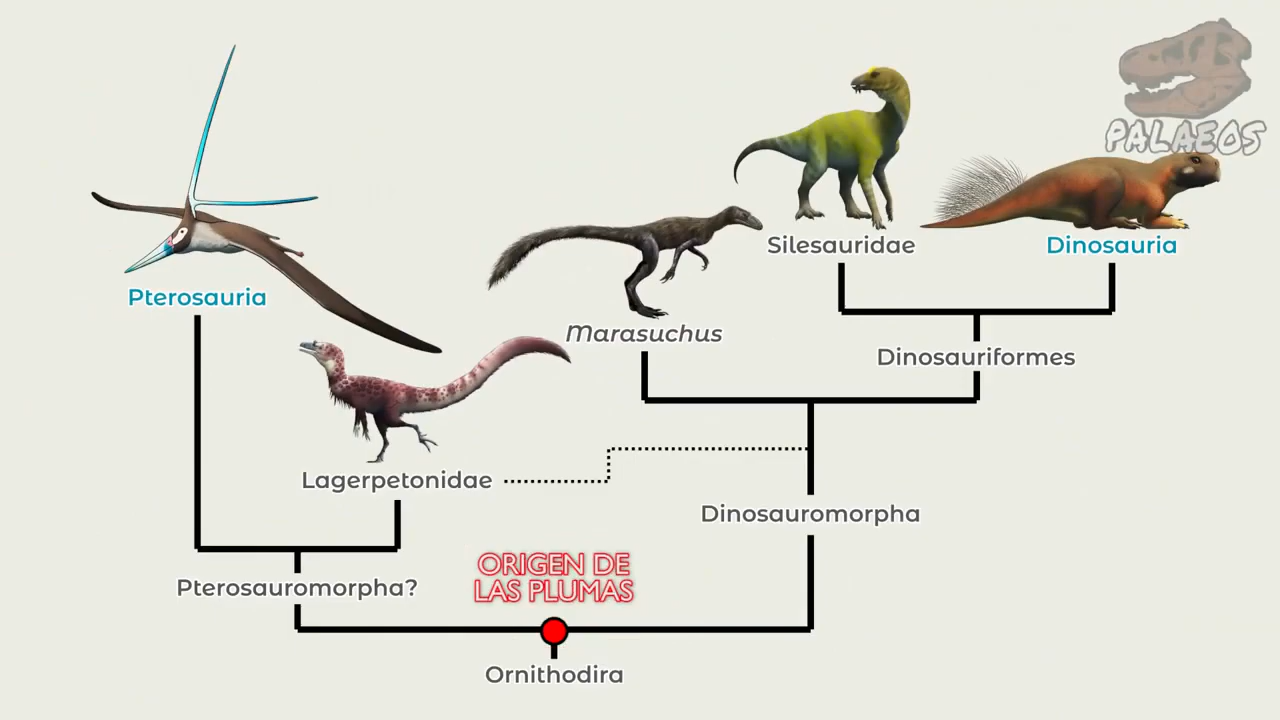 PALAEOS
Silesauridae
Dinosauria
Pterosauria
Marasuchus
Dinosauriformes
Lagerpetonidae
Dinosauromorpha
ORIGEN DE
LAS PLUMAS
Pterosauromorpha?
Ornithodira